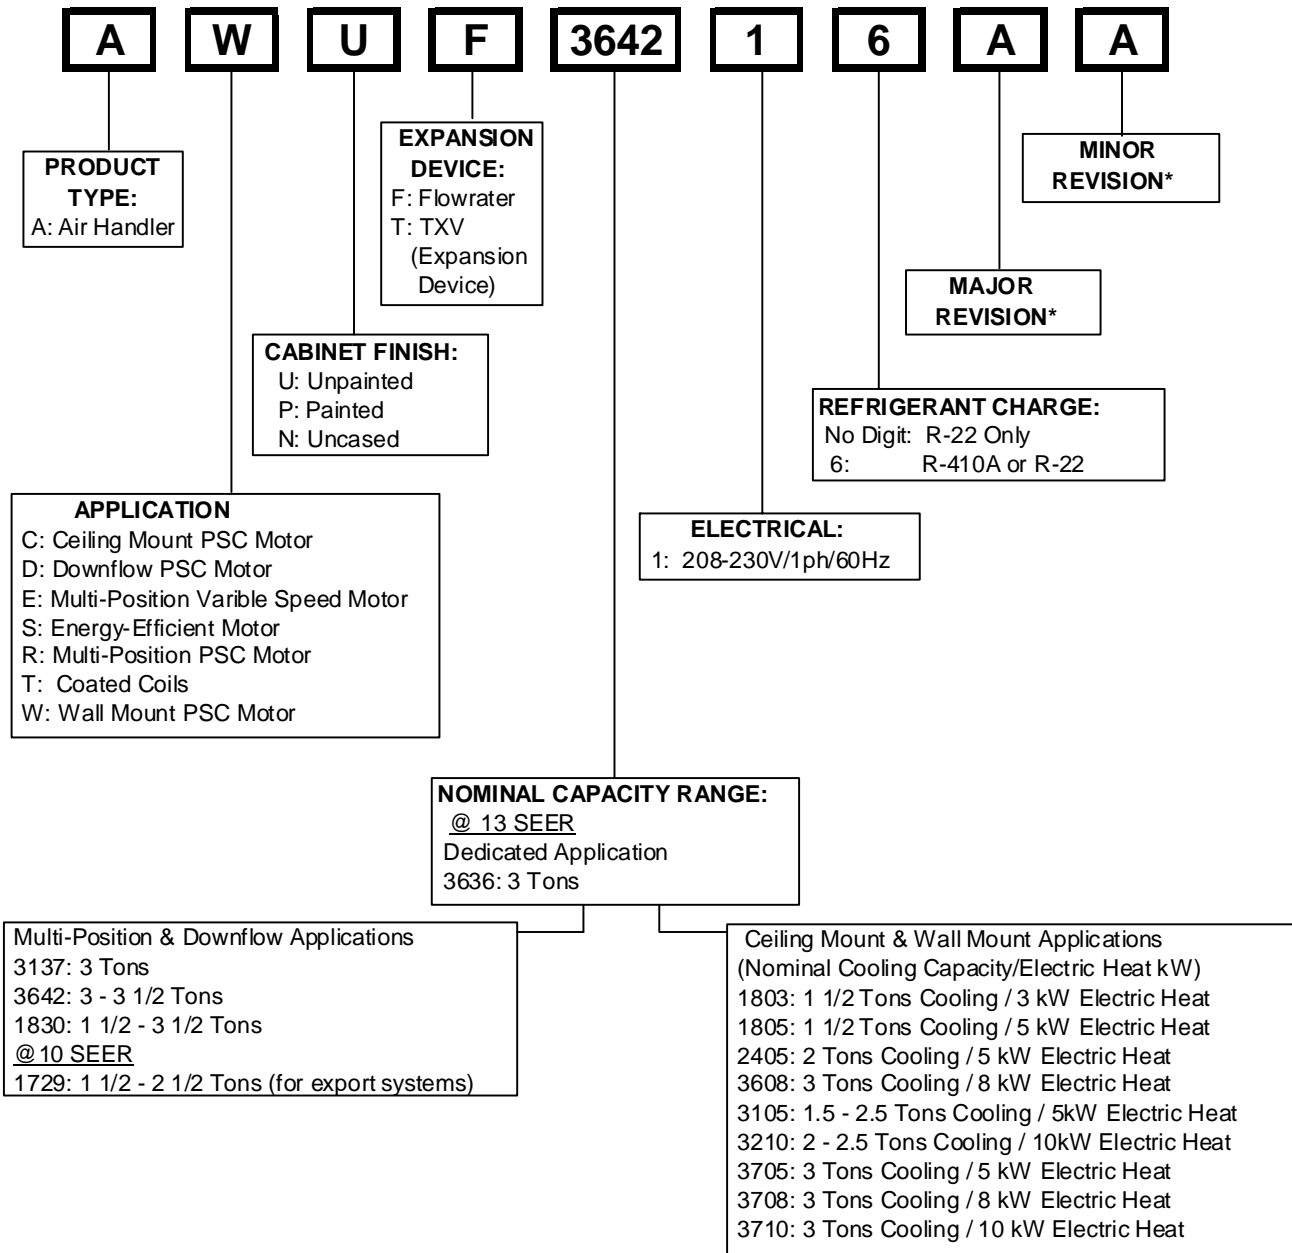 A W U F 3642 1 6 A A
PRODUCT
TYPE:
A: Air Handler
EXPANSION
DEVICE:
F: Flowrater
T: TXV
(Expansion
Device)
MINOR
REVISION*
MAJOR
REVISION*
CABINET FINISH:
U: Unpainted
P: Painted
N: Uncased
REFRIGERANT CHARGE:
No Digit: R-22 Only
6: R-410A or R-22
APPLICATION
C: Ceiling Mount PSC Motor
D: Downflow PSC Motor
E: Multi-Position Varible Speed Motor
S: Energy-Efficient Motor
R: Multi-Position PSC Motor
T: Coated Coils
W: Wall Mount PSC Motor
ELECTRICAL:
1: 208-230V/1ph/60Hz
NOMINAL CAPACITY RANGE:
@ 13 SEER
Dedicated Application
3636: 3 Tons
Multi-Position & Downflow Applications
3137: 3 Tons
3642: 3 - 3 1/2 Tons
1830: 1 1/2 - 3 1/2 Tons
@10 SEER
1729: 1 1/2 - 2 1/2 Tons (for export systems)
Ceiling Mount & Wall Mount Applications
(Nominal Cooling Capacity/Electric Heat kW)
1803: 1 1/2 Tons Cooling / 3 kW Electric Heat
1805: 1 1/2 Tons Cooling / 5 kW Electric Heat
2405: 2 Tons Cooling / 5 kW Electric Heat
3608: 3 Tons Cooling / 8 kW Electric Heat
3105: 1.5 - 2.5 Tons Cooling / 5kW Electric Heat
3210: 2 - 2.5 Tons Cooling / 10kW Electric Heat
3705: 3 Tons Cooling / 5 kW Electric Heat
3708: 3 Tons Cooling / 8 kW Electric Heat
3710: 3 Tons Cooling / 10 kW Electric Heat